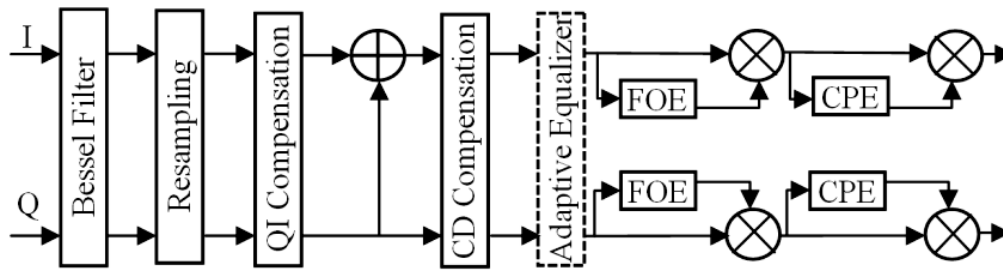 I
Q
Bessel Filter
Resampling
QI Compensation
CD Compensation
Adaptive Equalizer
FOE
CPE
FOE
CPE